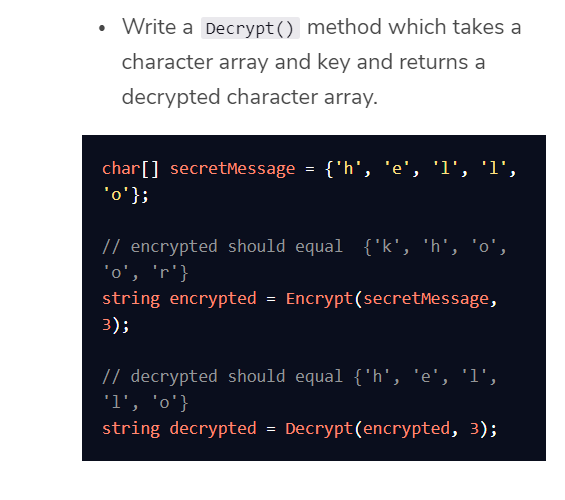 • Write a Decrypt() method which takes a
character array and key and returns a
decrypted character array.
char[] secretMessage = {'h', 'e', 'l', 'l',
'o'};
// encrypted should equal  {'k', 'h', 'o',
'o', 'r'}
string encrypted = Encrypt(secretMessage,
3);
// decrypted should equal {'h', 'e', 'l',
'l', 'o'}
string decrypted = Decrypt(encrypted, 3);